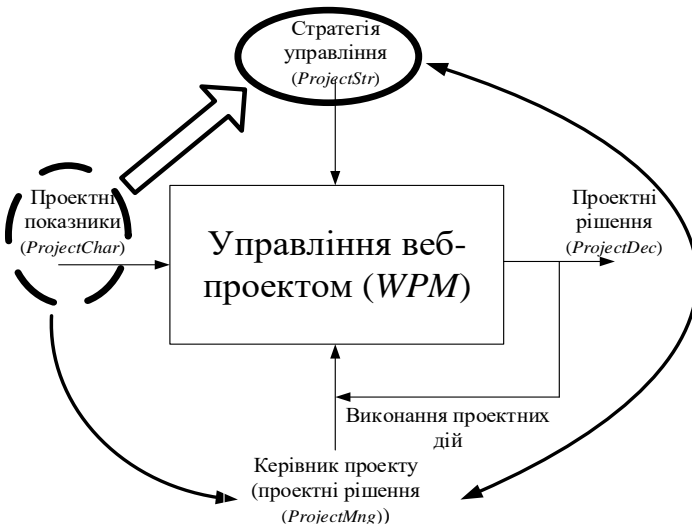 Стратегія
управління
(ProjectStr)
Проектні
показники
(ProjectChar)
Управління веб-
проектом (WPM)
Проектні
рішення
(ProjectDec)
Виконання проектних
дій
Керівник проекту
(проектні рішення
(ProjectMng))